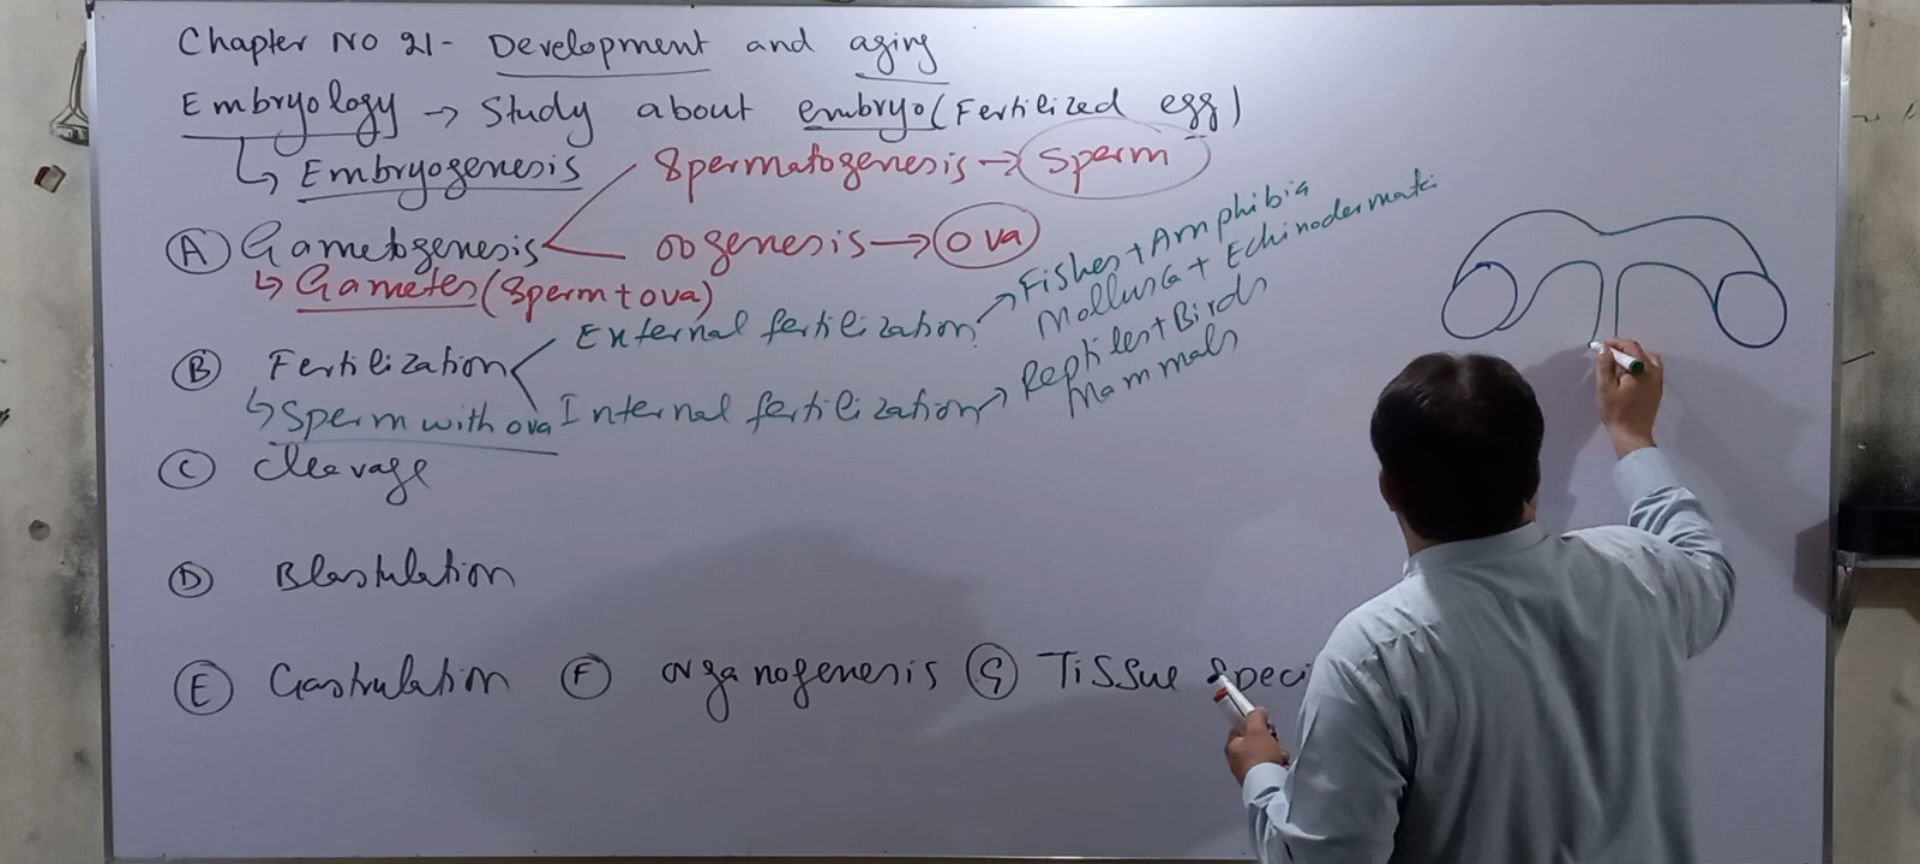 Chapter No 21- Development and aging
Embryology → Study about embryo (Fertilized egg)
↳ Embryogenesis
Spermatogenesis → Sperm
(A) Gametogenesis
oogenesis → ova
↳ Gametes (Sperm + ova)
External fertilization → Fishes + Amphibia
Mollusca + Echinodermata
(B) Fertilization
↳ Sperm with ova
Internal fertilization → Reptiles + Birds
Mammals
(C) Cleavage
(D) Blastulation
(E) Gastrulation (F) organogenesis (G) Tissue Speci